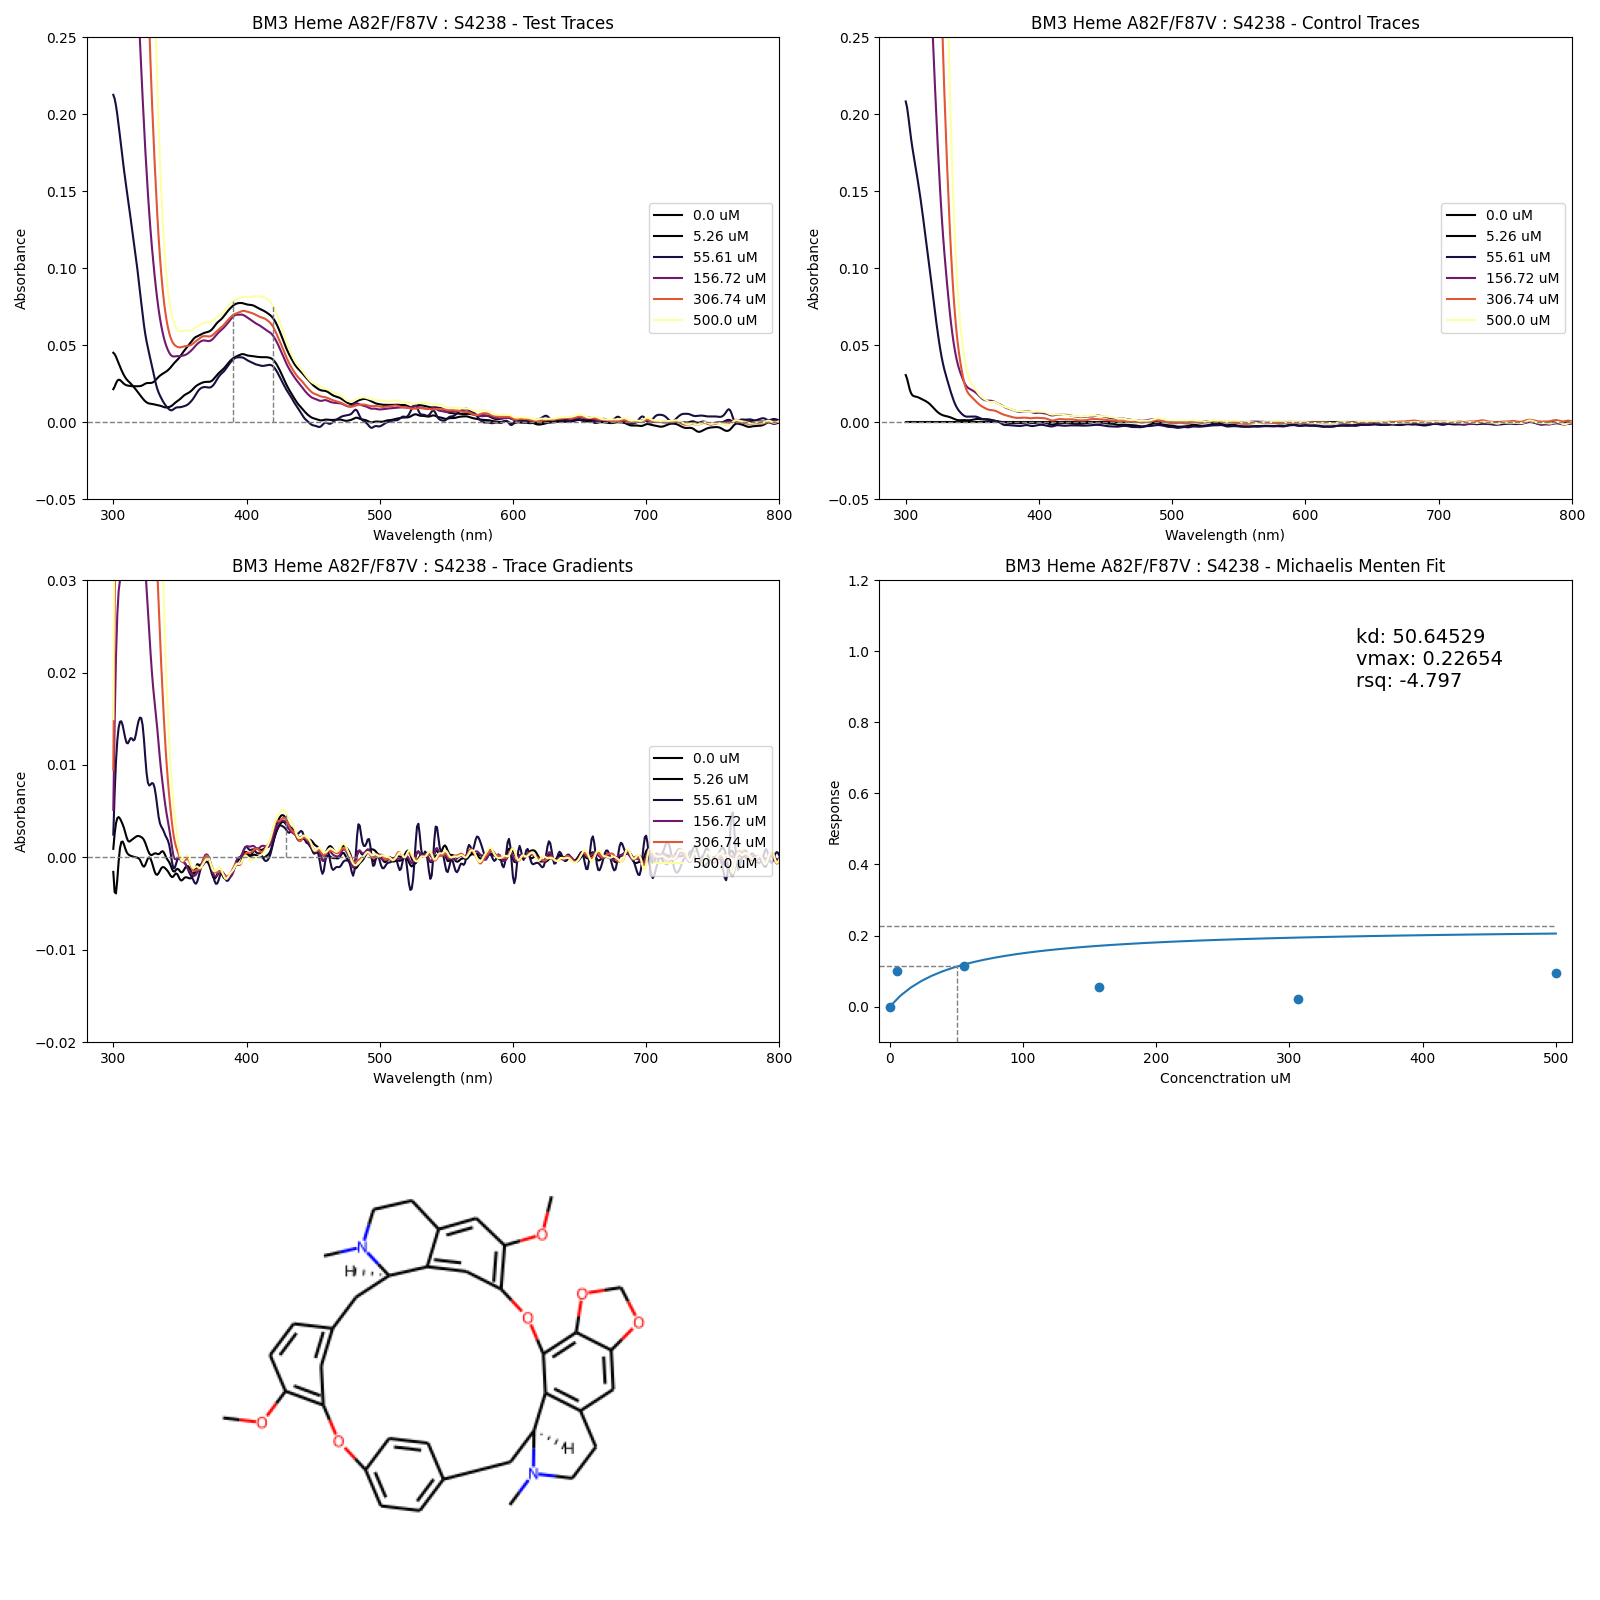 BM3 Heme A82F/F87V : S4238 - Test Traces
0.25
0.20
0.15
0.10
0.05
0.00
−0.05
Absorbance
300 400 500 600 700 800
Wavelength (nm)
0.0 uM
5.26 uM
55.61 uM
156.72 uM
306.74 uM
500.0 uM
BM3 Heme A82F/F87V : S4238 - Control Traces
0.25
0.20
0.15
0.10
0.05
0.00
−0.05
Absorbance
300 400 500 600 700 800
Wavelength (nm)
0.0 uM
5.26 uM
55.61 uM
156.72 uM
306.74 uM
500.0 uM
BM3 Heme A82F/F87V : S4238 - Trace Gradients
0.03
0.02
0.01
0.00
−0.01
−0.02
Absorbance
300 400 500 600 700 800
Wavelength (nm)
0.0 uM
5.26 uM
55.61 uM
156.72 uM
306.74 uM
500.0 uM
BM3 Heme A82F/F87V : S4238 - Michaelis Menten Fit
1.2
1.0
0.8
0.6
0.4
0.2
0.0
Response
0 100 200 300 400 500
Concenctration uM
kd: 50.64529
vmax: 0.22654
rsq: -4.797
O
N
H
O
O
O
O
O
H
N